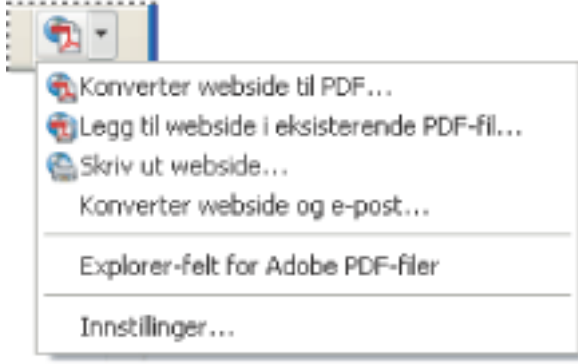 Konverter webside til PDF...
Legg til webside i eksisterende PDF-fil...
Skriv ut webside...
Konverter webside og e-post...
Explorer-felt for Adobe PDF-filer
Innstillinger...